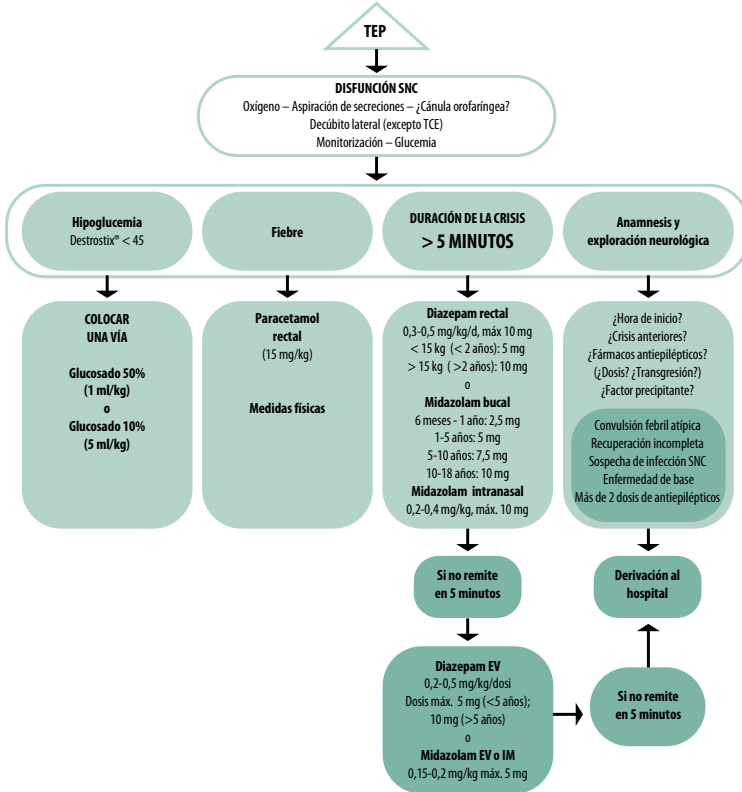 TEP
DISFUNCIÓN SNC
Oxígeno – Aspiración de secreciones – ¿Cánula orofaríngea?
Decúbito lateral (excepto TCE)
Monitorización – Glucemia
Hipoglucemia
Destrostix® < 45
Fiebre
DURACIÓN DE LA CRISIS
> 5 MINUTOS
Anamnesis y
exploración neurológica
COLOCAR
UNA VÍA
Glucosado 50%
(1 ml/kg)
o
Glucosado 10%
(5 ml/kg)
Paracetamol
rectal
(15 mg/kg)
Medidas físicas
Diazepam rectal
0,3-0,5 mg/kg/d, máx 10 mg
< 15 kg (< 2 años): 5 mg
> 15 kg ( >2 años): 10 mg
o
Midazolam bucal
6 meses - 1 año: 2,5 mg
1-5 años: 5 mg
5-10 años: 7,5 mg
10-18 años: 10 mg
Midazolam intranasal
0,2-0,4 mg/kg, máx. 10 mg
¿Hora de inicio?
¿Crisis anteriores?
¿Fármacos antiepilépticos?
(¿Dosis? ¿Transgresión?)
¿Factor precipitante?
Convulsión febril atípica
Recuperación incompleta
Sospecha de infección SNC
Enfermedad de base
Más de 2 dosis de antiepilépticos
Si no remite
en 5 minutos
Derivación al
hospital
Diazepam EV
0,2-0,5 mg/kg/dosi
Dosis máx. 5 mg (<5 años);
10 mg (>5 años)
o
Midazolam EV o IM
0,15-0,2 mg/kg máx. 5 mg
Si no remite
en 5 minutos